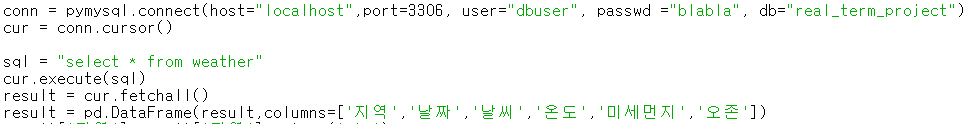 conn = pymysql.connect(host="localhost",port=3306, user="dbuser", passwd ="blabla", db="real_term_project")
cur = conn.cursor()
sql = "select * from weather"
cur.execute(sql)
result = cur.fetchall()
result = pd.DataFrame(result,columns=['지역','날짜','날씨','온도','미세먼지','오존'])